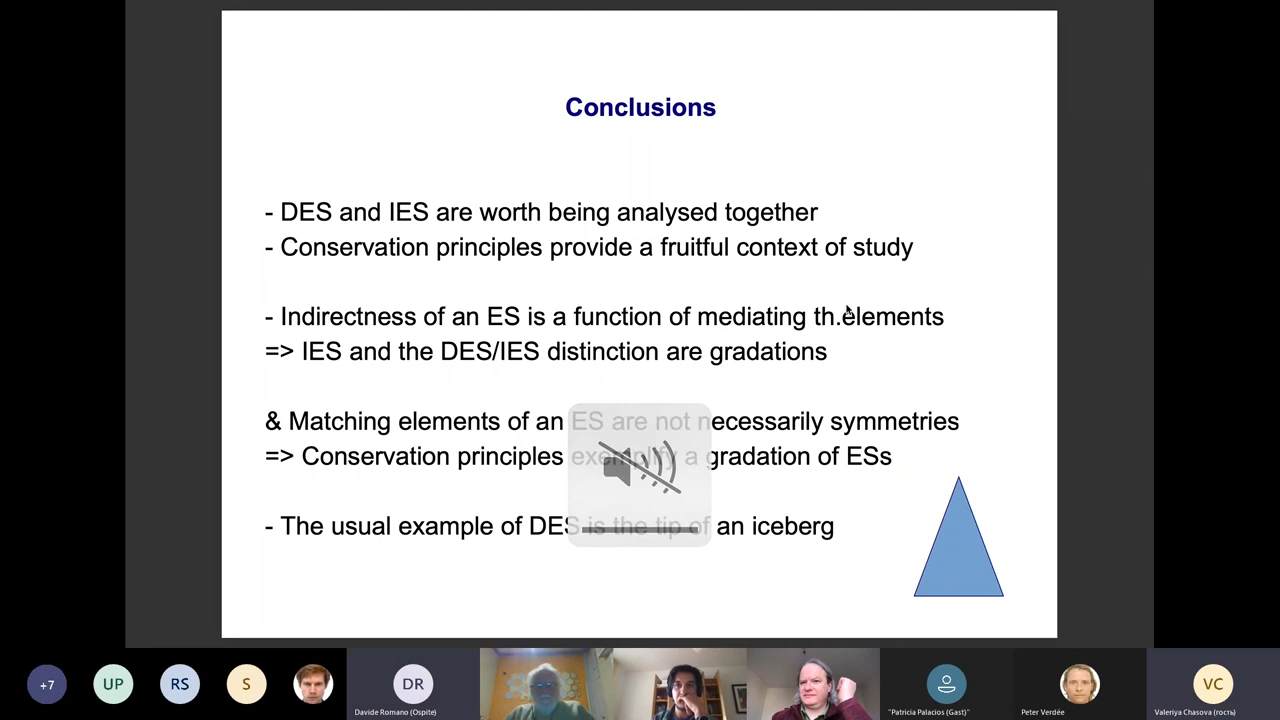 Conclusions
- DES and IES are worth being analysed together
- Conservation principles provide a fruitful context of study
- Indirectness of an ES is a function of mediating th.elements
=> IES and the DES/IES distinction are gradations
& Matching elements of an ES are not necessarily symmetries
=> Conservation principles exemplify a gradation of ESs
- The usual example of DES is the tip of an iceberg
+7
UP
RS
S
DR
VC
Davide Romano (Ospite)
"Patricia Palacios (Gast)"
Peter Verdée
Valeriya Chasova (гость)